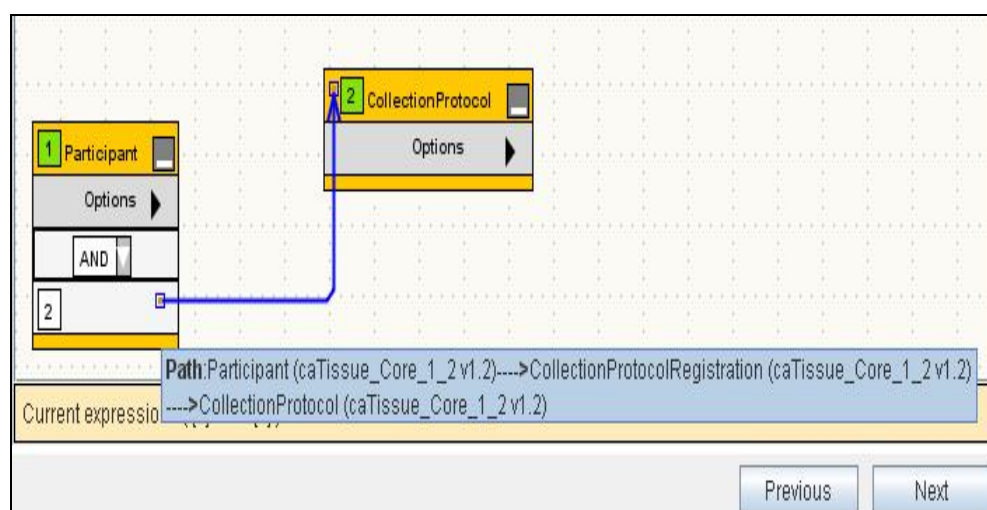 2 CollectionProtocol
Options
1 Participant
Options
AND
2
Path:Participant (caTissue_Core_1_2 v1.2)---->CollectionProtocolRegistration (caTissue_Core_1_2 v1.2)
---->CollectionProtocol (caTissue_Core_1_2 v1.2)
Current expressio
Previous Next